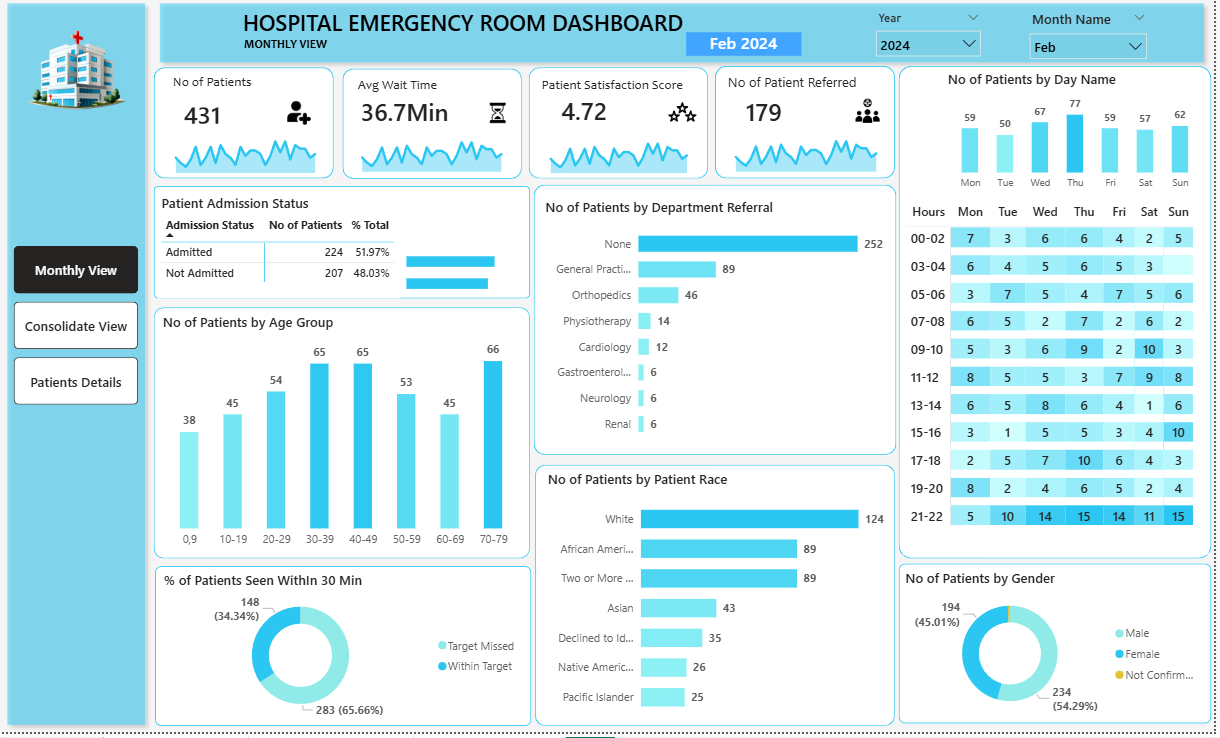 HOSPITAL EMERGENCY ROOM DASHBOARD
MONTHLY VIEW
Feb 2024
Year
2024
Month Name
Feb
Monthly View
Consolidate View
Patients Details
No of Patients
431
Avg Wait Time
36.7Min
Patient Satisfaction Score
4.72
No of Patient Referred
179
No of Patients by Day Name
59 50 67 77 59 57 62
Mon Tue Wed Thu Fri Sat Sun
Hours Mon Tue Wed Thu Fri Sat Sun
00-02 7 3 6 6 4 2 5
03-04 6 4 5 6 5 3
05-06 3 7 5 4 7 5 6
07-08 6 5 2 7 2 6 2
09-10 5 3 6 9 2 10 3
11-12 8 5 5 3 7 9 8
13-14 6 5 8 6 4 1 6
15-16 3 1 5 5 3 4 10
17-18 2 5 7 10 6 4 3
19-20 8 2 4 6 5 2 4
21-22 5 10 14 15 14 11 15
Patient Admission Status
Admission Status No of Patients % Total
Admitted 224 51.97%
Not Admitted 207 48.03%
No of Patients by Age Group
38 45 54 65 65 53 45 66
0,9 10-19 20-29 30-39 40-49 50-59 60-69 70-79
No of Patients by Department Referral
None 252
General Practi... 89
Orthopedics 46
Physiotherapy 14
Cardiology 12
Gastroenterol... 6
Neurology 6
Renal 6
No of Patients by Patient Race
White 124
African Ameri... 89
Two or More ... 89
Asian 43
Declined to Id... 35
Native Americ... 26
Pacific Islander 25
% of Patients Seen WithIn 30 Min
148
(34.34%)
Target Missed
Within Target
283 (65.66%)
No of Patients by Gender
194
(45.01%)
Male
Female
Not Confirm...
234
(54.29%)